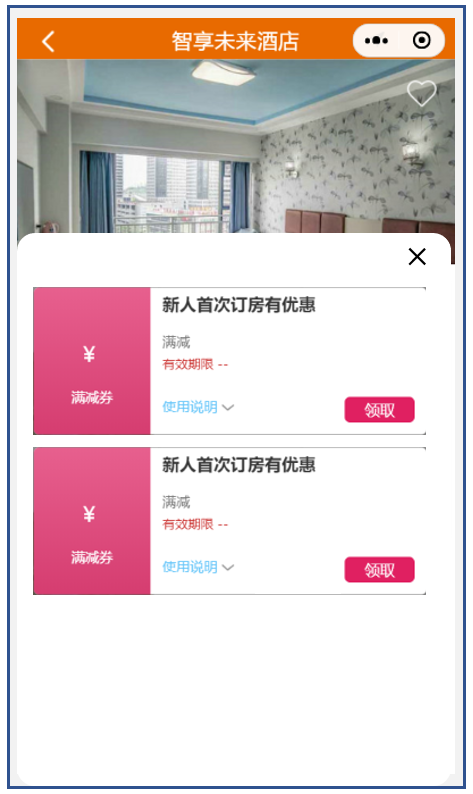 智享未来酒店
新人首次订房有优惠
¥
满减
有效期限 --
满减券
使用说明
领取
新人首次订房有优惠
¥
满减
有效期限 --
满减券
使用说明
领取